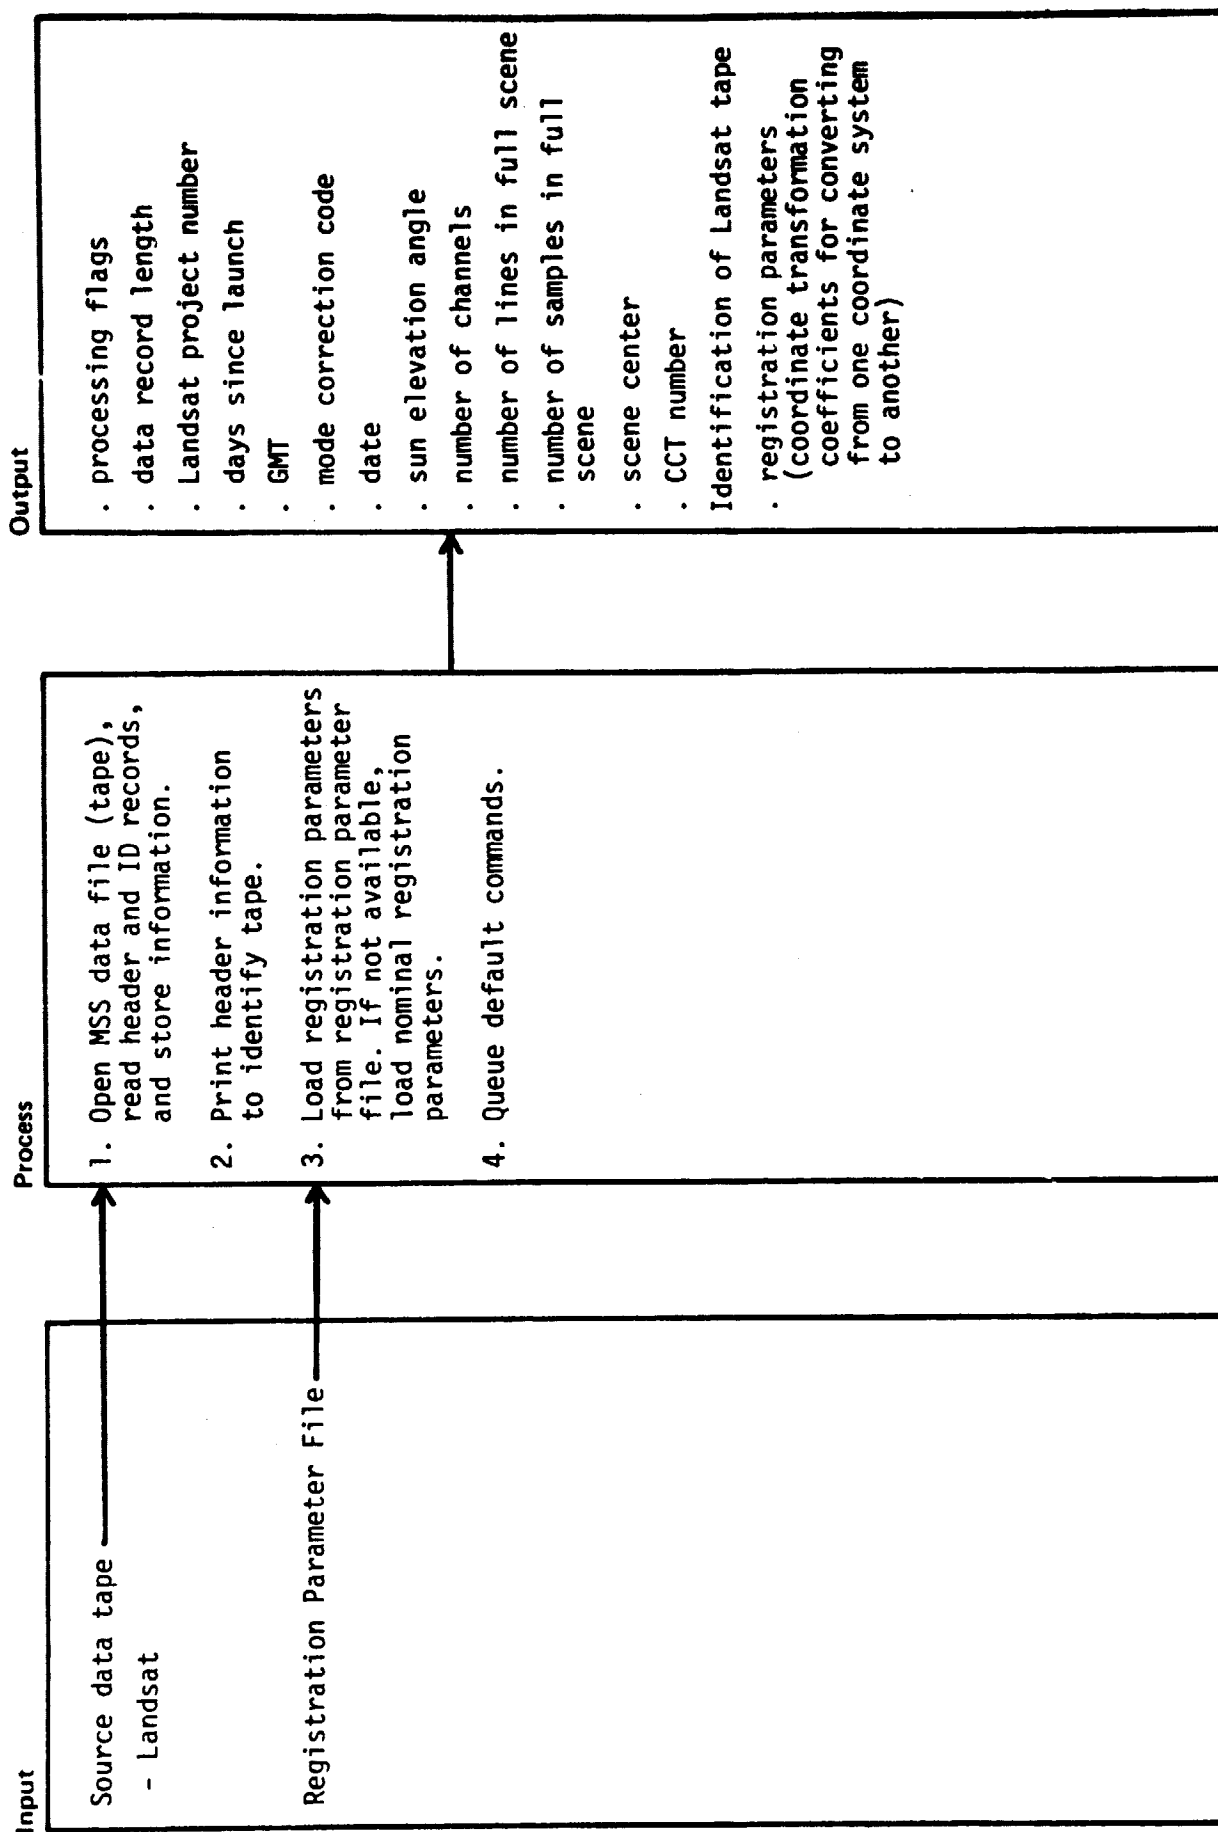 Input
Source data tape
- Landsat
Registration Parameter File
Process
1. Open MSS data file (tape),
read header and ID records,
and store information.
2. Print header information
to identify tape.
3. Load registration parameters
from registration parameter
file. If not available,
load nominal registration
parameters.
4. Queue default commands.
Output
. processing flags
. data record length
. Landsat project number
. days since launch
. GMT
. mode correction code
. date
. sun elevation angle
. number of channels
. number of lines in full scene
. number of samples in full
scene
. scene center
. CCT number
Identification of Landsat tape
. registration parameters
(coordinate transformation
coefficients for converting
from one coordinate system
to another)